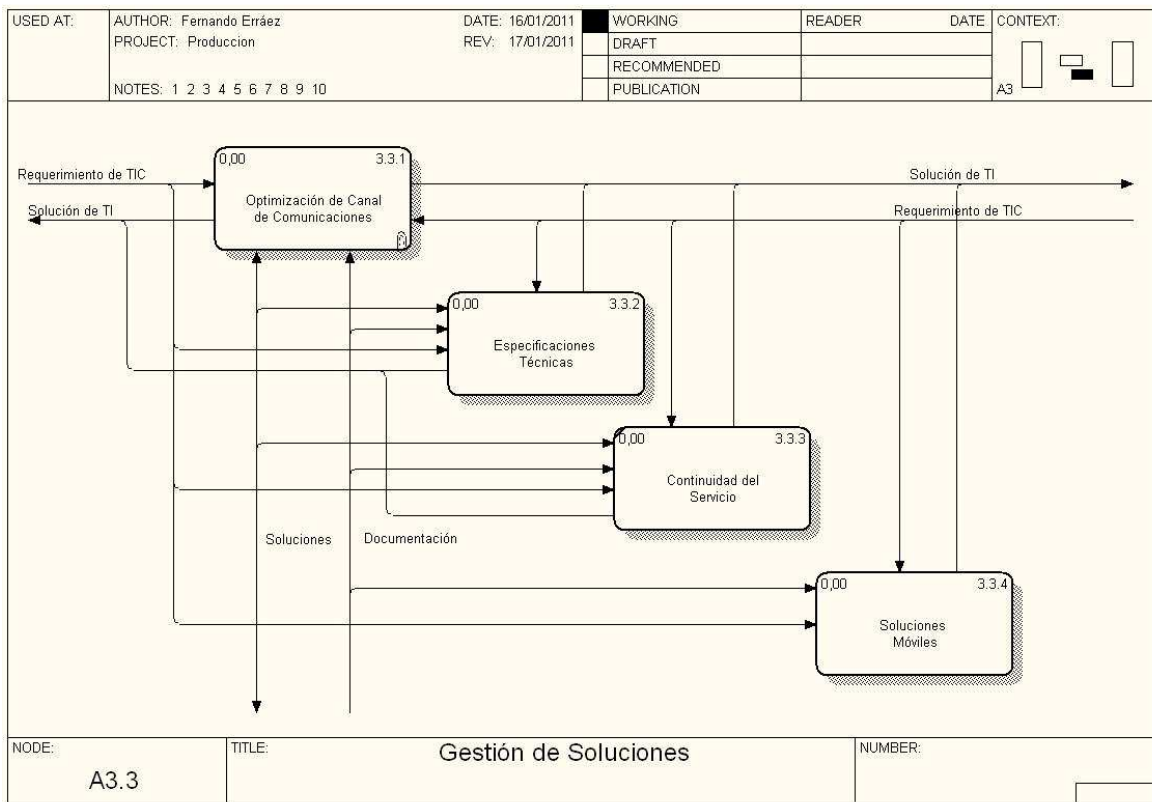 USED AT:
AUTHOR: Fernando Erráez
DATE: 16/01/2011
PROJECT: Produccion
REV: 17/01/2011
NOTES: 1 2 3 4 5 6 7 8 9 10
WORKING
DRAFT
RECOMMENDED
PUBLICATION
READER
DATE
CONTEXT:
A3
Requerimiento de TIC
Solución de TI
0,00
3.3.1
Optimización de Canal
de Comunicaciones
Solución de TI
Requerimiento de TIC
0,00
3.3.2
Especificaciones
Técnicas
0,00
3.3.3
Continuidad del
Servicio
Soluciones
Documentación
0,00
3.3.4
Soluciones
Móviles
NODE:
A3.3
TITLE:
Gestión de Soluciones
NUMBER: